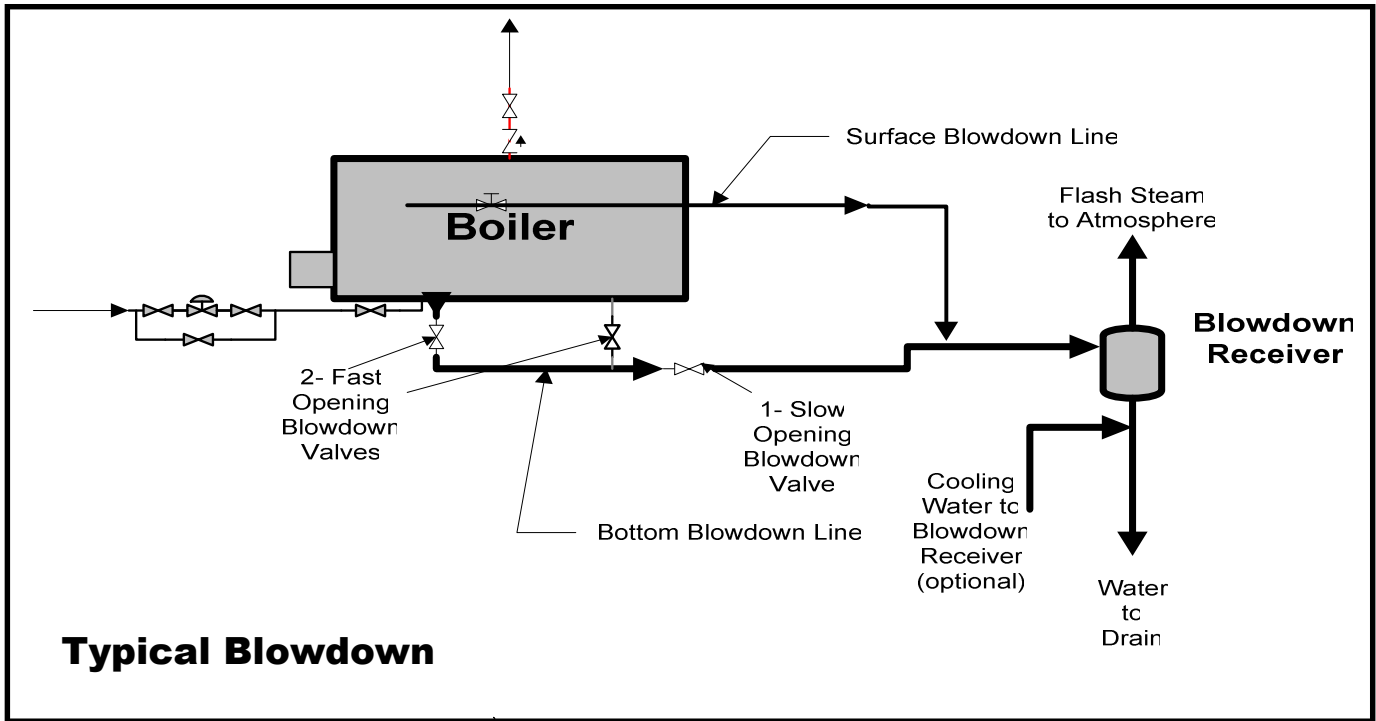 Surface Blowdown Line
Flash Steam
to Atmosphere
Boiler
Blowdown
Receiver
2- Fast
Opening
Blowdown
Valves
1- Slow
Opening
Blowdown
Valve
Cooling
Water to
Blowdown
Receiver
(optional)
Bottom Blowdown Line
Water
to
Drain
Typical Blowdown